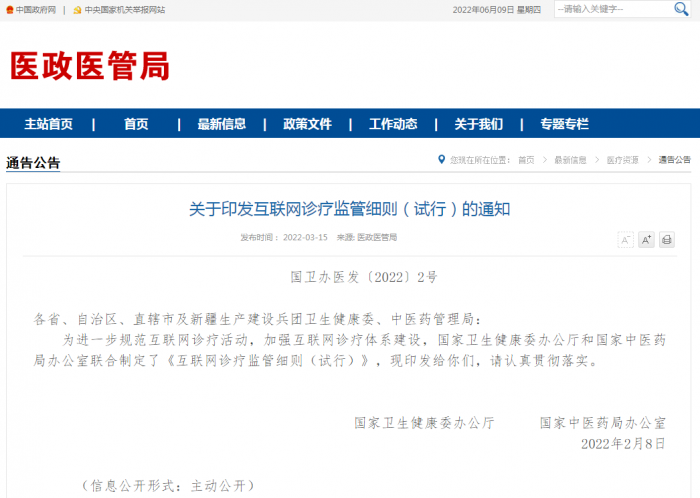 中国政府网 | 中央国家机关举报网站 2022年06月09日 星期四 --请输入关键字--
医政医管局
主站首页 | 首页 | 最新信息 | 政策文件 | 工作动态 | 关于我们 | 专题专栏
通告公告 您现在所在位置: 首页 > 最新信息 > 医疗资源 > 通告公告
关于印发互联网诊疗监管细则(试行)的通知
发布时间: 2022-03-15 来源: 医政医管局 A- A+
国卫办医发〔2022〕2号
各省、自治区、直辖市及新疆生产建设兵团卫生健康委、中医药管理局:
为进一步规范互联网诊疗活动,加强互联网诊疗体系建设,国家卫生健康委办公厅和国家中医药
局办公室联合制定了《互联网诊疗监管细则(试行)》,现印发给你们,请认真贯彻落实。
国家卫生健康委办公厅 国家中医药局办公室
2022年2月8日
(信息公开形式:主动公开)